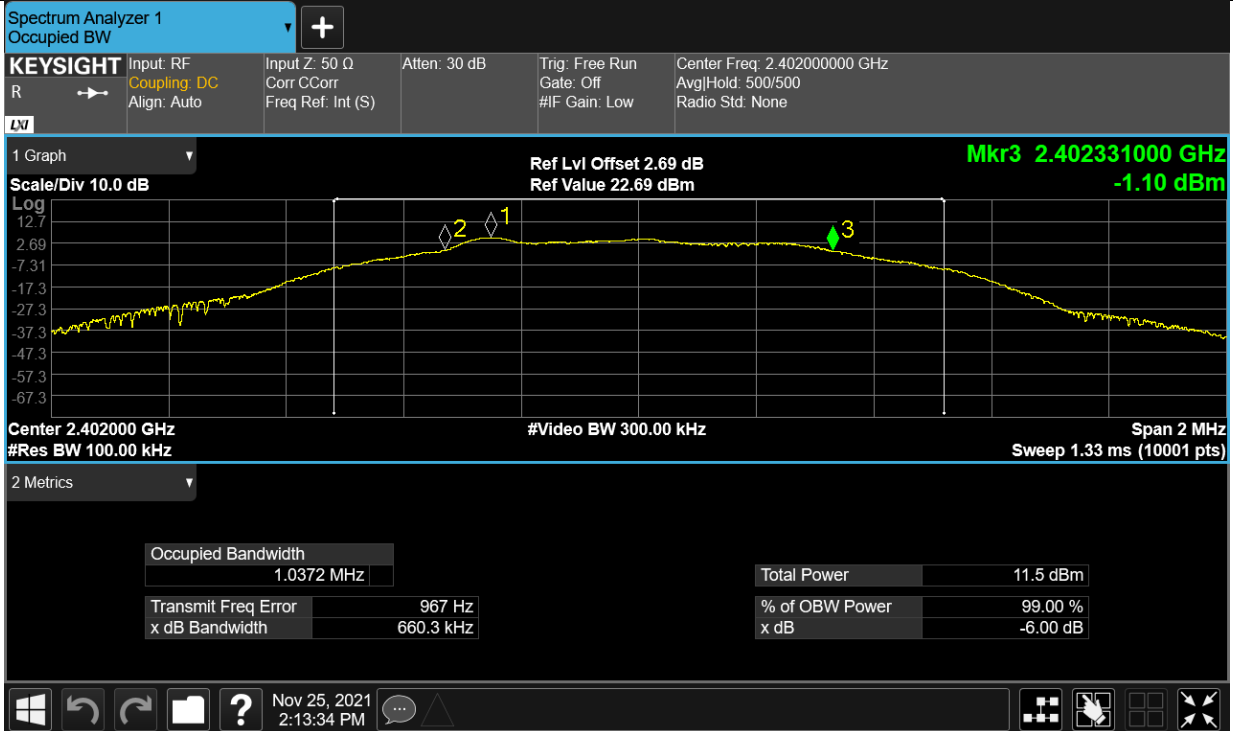 Spectrum Analyzer 1
Occupied BW
KEYSIGHT
R
LXI
Input: RF
Coupling: DC
Align: Auto
Input Z: 50 Ω
Corr CCorr
Freq Ref: Int (S)
Atten: 30 dB
Trig: Free Run
Gate: Off
#IF Gain: Low
Center Freq: 2.402000000 GHz
Avg|Hold: 500/500
Radio Std: None
1 Graph
Scale/Div 10.0 dB
Ref Lvl Offset 2.69 dB
Ref Value 22.69 dBm
Mkr3 2.402331000 GHz
-1.10 dBm
Log
12.7
2.69
-7.31
-17.3
-27.3
-37.3
-47.3
-57.3
-67.3
2
1
3
Center 2.402000 GHz
#Res BW 100.00 kHz
#Video BW 300.00 kHz
Span 2 MHz
Sweep 1.33 ms (10001 pts)
2 Metrics
Occupied Bandwidth
1.0372 MHz
Transmit Freq Error 967 Hz
x dB Bandwidth 660.3 kHz
Total Power 11.5 dBm
% of OBW Power 99.00 %
x dB -6.00 dB
?
Nov 25, 2021
2:13:34 PM